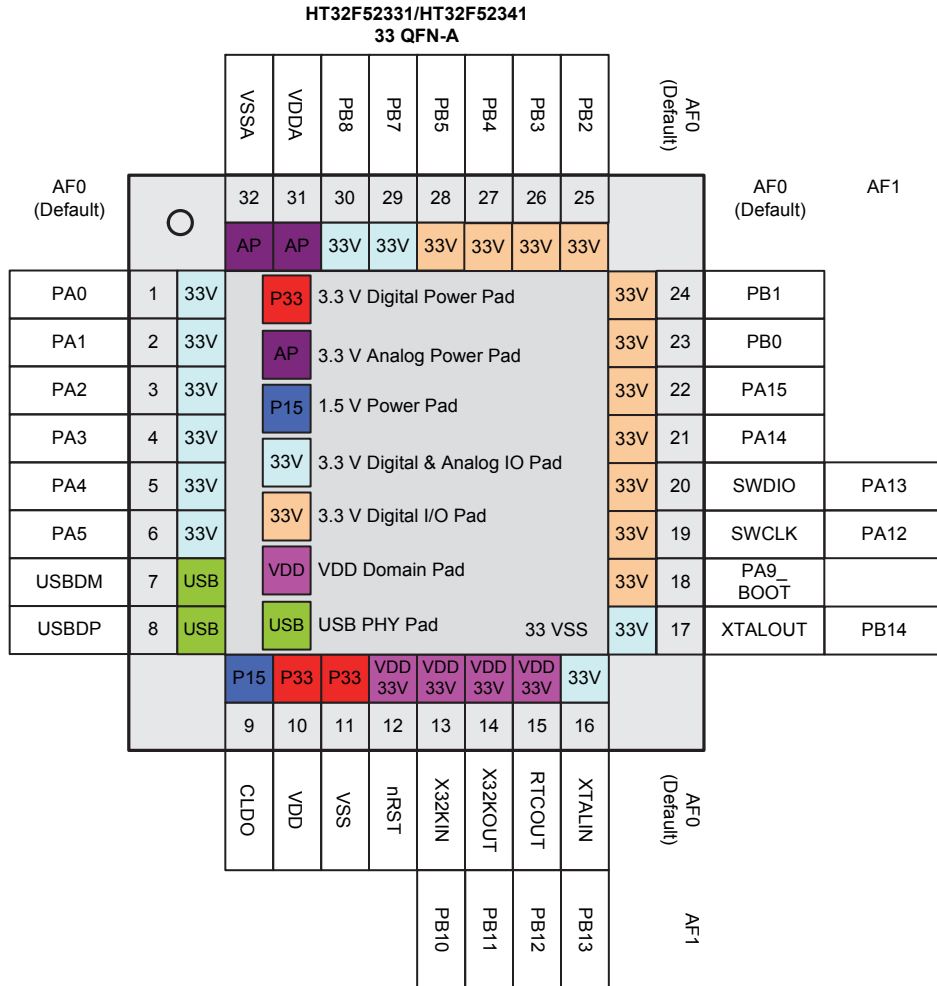 HT32F52331/HT32F52341
33 QFN-A
VSSA
VDDA
PB8
PB7
PB5
PB4
PB3
PB2
AF0
(Default)
AF0
(Default)
32 31 30 29 28 27 26 25
AF0
(Default)
AF1
AP AP 33V 33V 33V 33V 33V 33V
PA0 1 33V
P33 3.3 V Digital Power Pad
33V 24 PB1
PA1 2 33V
AP 3.3 V Analog Power Pad
33V 23 PB0
PA2 3 33V
P15 1.5 V Power Pad
33V 22 PA15
PA3 4 33V
33V 3.3 V Digital & Analog IO Pad
33V 21 PA14
PA4 5 33V
33V 3.3 V Digital I/O Pad
33V 20 SWDIO PA13
PA5 6 33V
VDD VDD Domain Pad
33V 19 SWCLK PA12
USBDM 7 USB
33V 18 PA9_
BOOT
USBDP 8 USB
USB USB PHY Pad
33 VSS
33V 17 XTALOUT PB14
P15 P33 P33 VDD VDD VDD VDD 33V
33V 33V 33V 33V
9 10 11 12 13 14 15 16
CLDO
VDD
VSS
nRST
X32KIN
X32KOUT
RTCOUT
XTALIN
AF0
(Default)
PB10
PB11
PB12
PB13
AF1